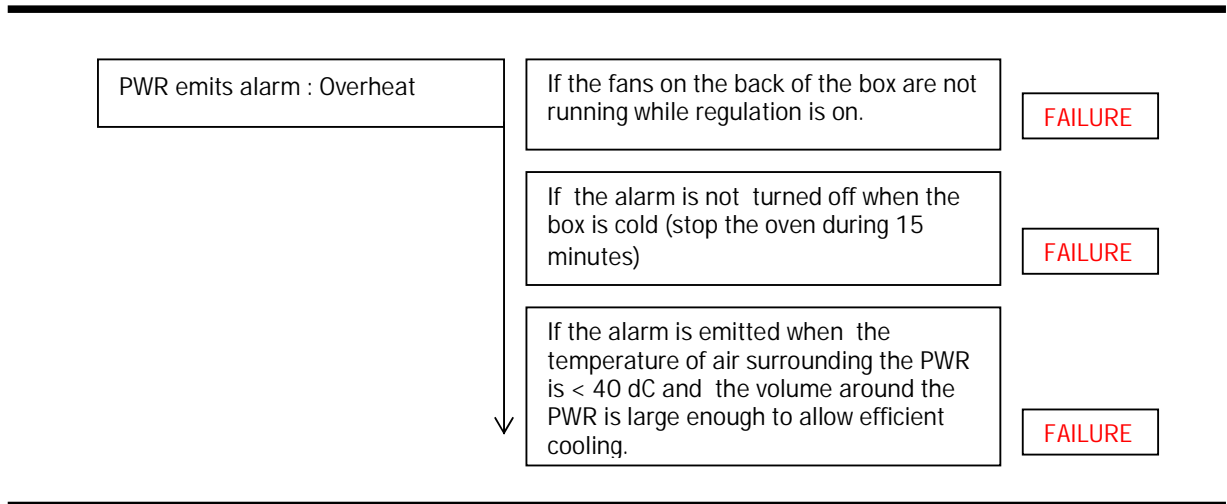 PWR emits alarm : Overheat
If the fans on the back of the box are not
running while regulation is on.
FAILURE
If  the alarm is not  turned off when the
box is cold (stop the oven during 15
minutes)
FAILURE
If the alarm is emitted when  the
temperature of air surrounding the PWR
is < 40 dC and  the volume around the
PWR is large enough to allow efficient
cooling.
FAILURE